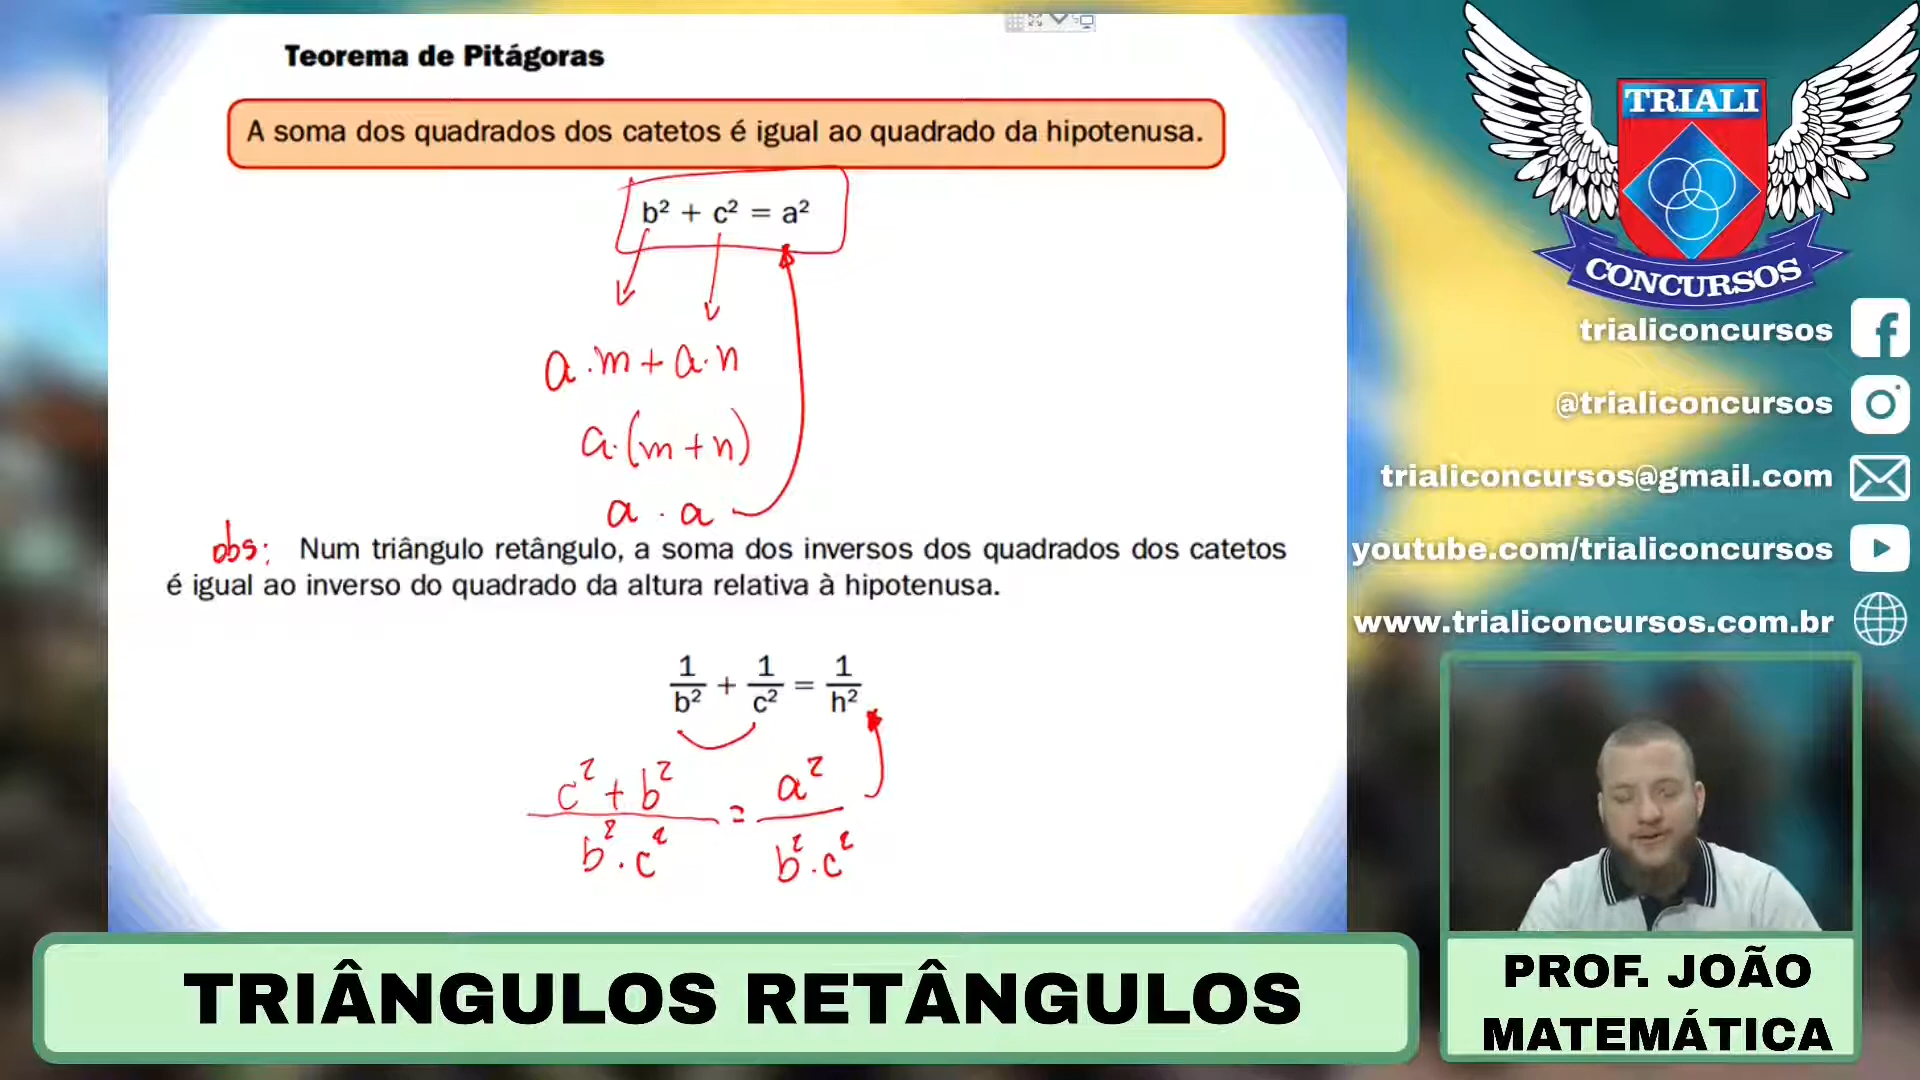 Teorema de Pitágoras
A soma dos quadrados dos catetos é igual ao quadrado da hipotenusa.
b² + c² = a²
a·m + a·n
a·(m + n)
a · a
obs: Num triângulo retângulo, a soma dos inversos dos quadrados dos catetos
é igual ao inverso do quadrado da altura relativa à hipotenusa.
1/b² + 1/c² = 1/h²
c² + b² / b²·c² = a² / b²·c²
TRIALI
CONCURSOS
trialiconcursos
@trialiconcursos
trialiconcursos@gmail.com
youtube.com/trialiconcursos
www.trialiconcursos.com.br
TRIÂNGULOS RETÂNGULOS
PROF. JOÃO
MATEMÁTICA